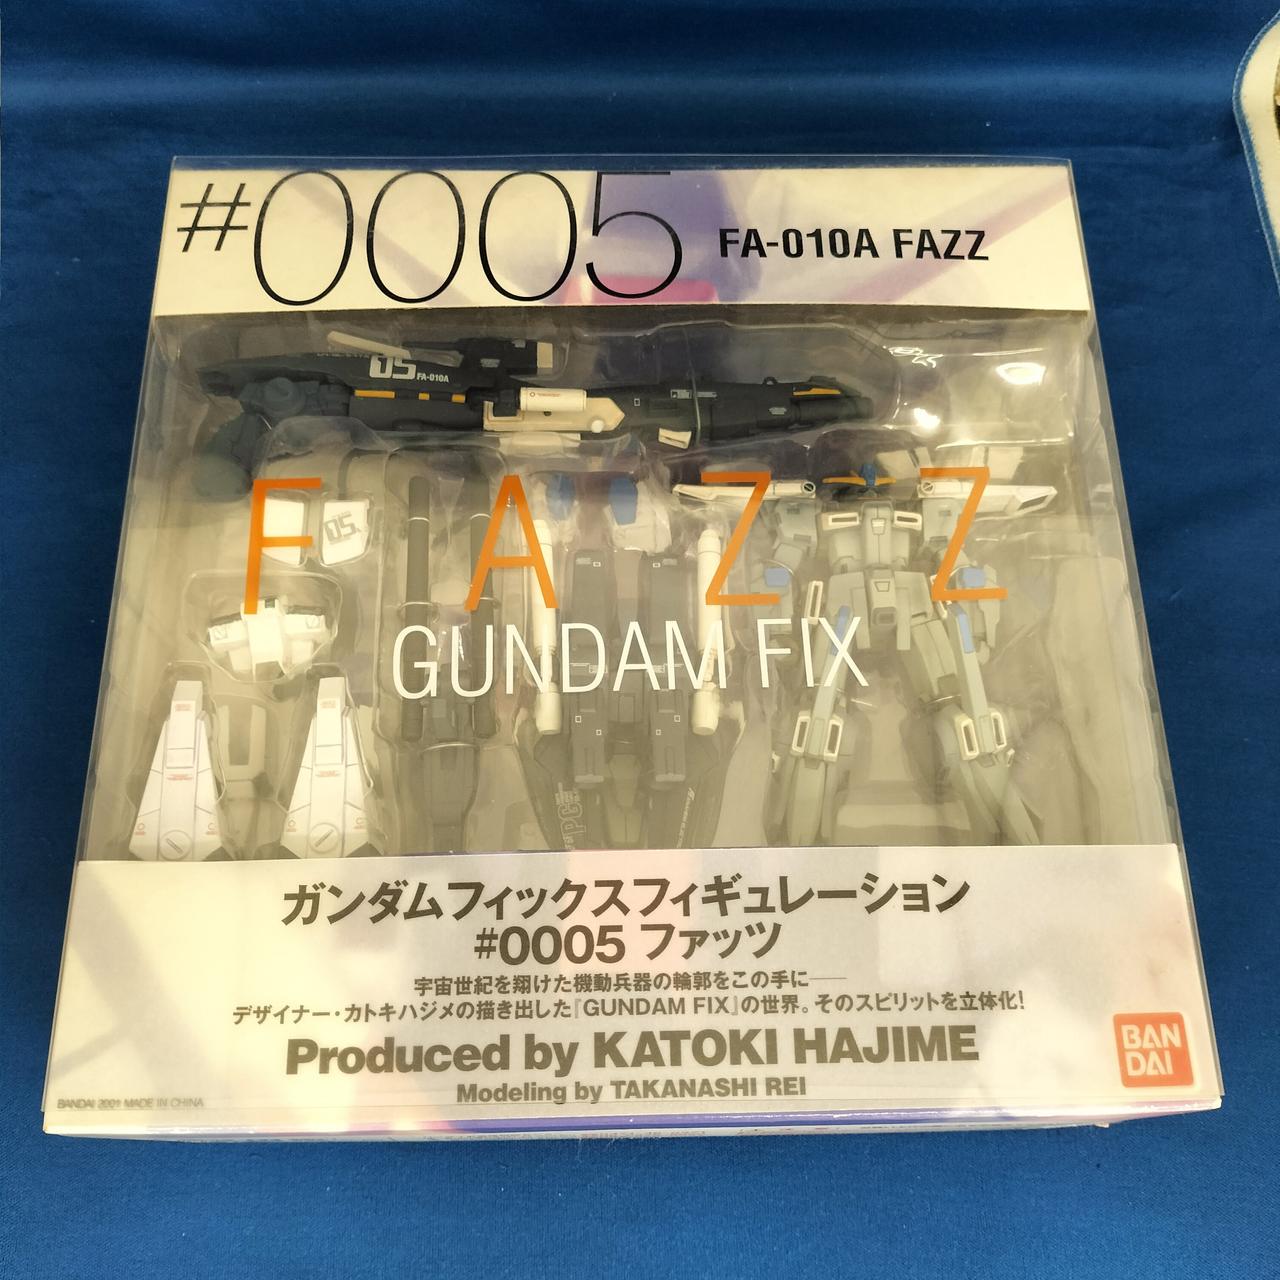 #0005 FA-010A FAZZ
05 FA-010A
05
FAZZ
GUNDAM FIX
ガンダムフィックスフィギュレーション
#0005 ファッツ
宇宙世紀を翔けた機動兵器の輪郭をこの手に――
デザイナー・カトキハジメの描き出した『GUNDAM FIX』の世界。そのスピリットを立体化!
Produced by KATOKI HAJIME
Modeling by TAKANASHI REI
BAN
DAI
BANDAI 2001 MADE IN CHINA